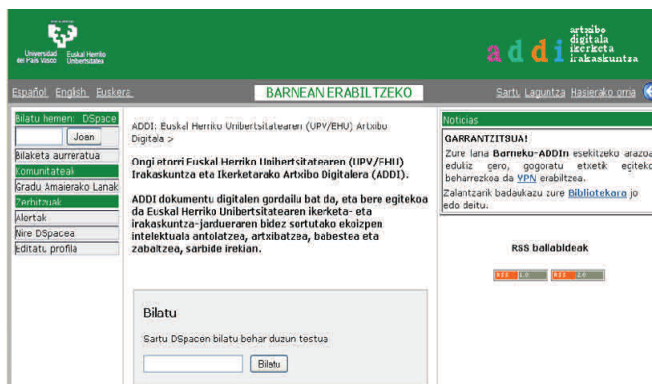 Universidad Euskal Herriko
del País Vasco Unibertsitatea
addi
artxibo
digitala
ikerketa
irakaskuntza
Español English Euskera
BARNEAN ERABILTZEKO
Sartu Laguntza Hasierako orria
Bilatu hemen: DSpace
Joan
Bilaketa aurreratua
Komunitateak
Gradu Amaierako Lanak
Zerbitzuak
Alertak
Nire DSpacea
Editatu profila
ADDI: Euskal Herriko Unibertsitatearen (UPV/EHU) Artxibo
Digitala >
Ongi etorri Euskal Herriko Unibertsitatearen (UPV/EHU)
Irakaskuntza eta Ikerketarako Artxibo Digitalera (ADDI).
ADDI dokumentu digitalen gordailu bat da, eta bere egitekoa
da Euskal Herriko Unibertsitatearen ikerketa- eta
irakaskuntza-jardueraren bidez sortutako ekoizpen
intelektuala antolatzea, artxibatzea, babestea eta
zabaltzea, sarbide irekian.
Bilatu
Sartu DSpacen bilatu behar duzun testua
Bilatu
Noticias
GARRANTZITSUA!
Zure lana Barneko-ADDIn esekitzeko arazoa
edukiz gero, gogoratu etxetik egiteko
beharrezkoa da VPN erabiltzea.
Zalantzarik badaukazu zure Bibliotekara jo
edo deitu.
RSS baliabideak
RSS 1.0 RSS 2.0